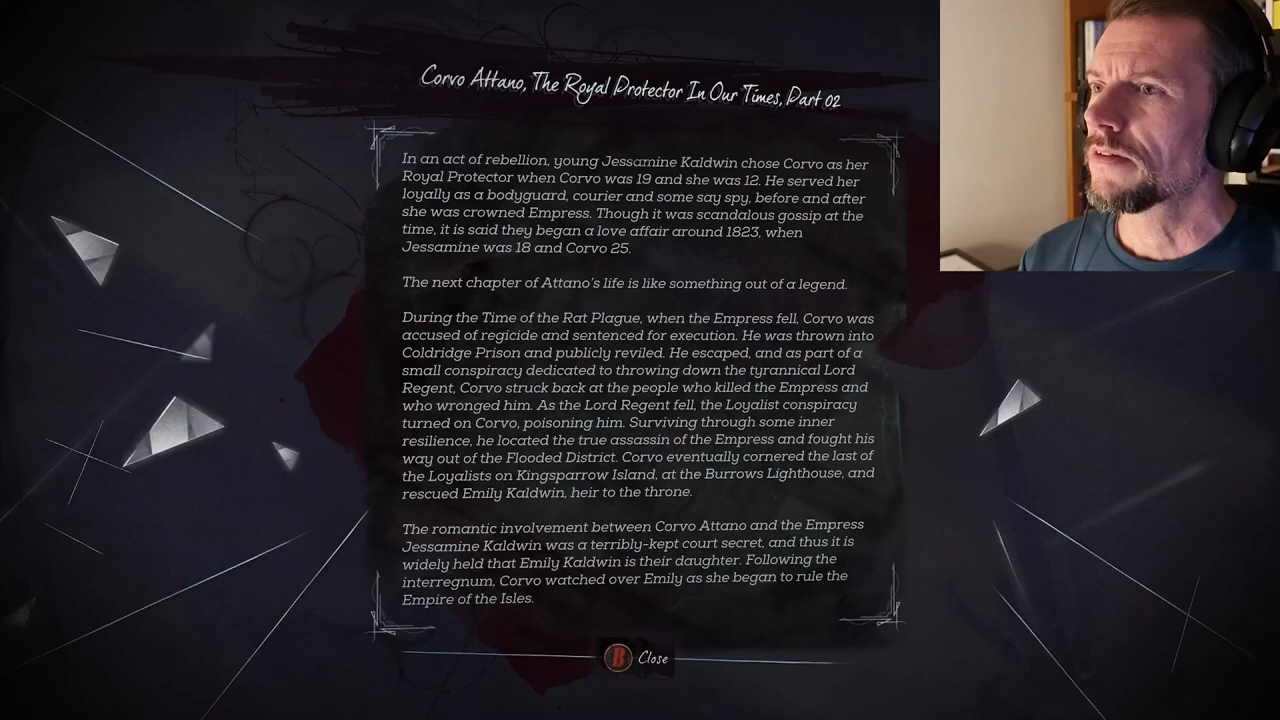 Corvo Attano, The Royal Protector In Our Times, Part 02
In an act of rebellion, young Jessamine Kaldwin chose Corvo as her
Royal Protector when Corvo was 19 and she was 12. He served her
loyally as a bodyguard, courier and some say spy, before and after
she was crowned Empress. Though it was scandalous gossip at the
time, it is said they began a love affair around 1823, when
Jessamine was 18 and Corvo 25.
The next chapter of Attano's life is like something out of a legend.
During the Time of the Rat Plague, when the Empress fell, Corvo was
accused of regicide and sentenced for execution. He was thrown into
Coldridge Prison and publicly reviled. He escaped, and as part of a
small conspiracy dedicated to throwing down the tyrannical Lord
Regent, Corvo struck back at the people who killed the Empress and
who wronged him. As the Lord Regent fell, the Loyalist conspiracy
turned on Corvo, poisoning him. Surviving through some inner
resilience, he located the true assassin of the Empress and fought his
way out of the Flooded District. Corvo eventually cornered the last of
the Loyalists on Kingsparrow Island, at the Burrows Lighthouse, and
rescued Emily Kaldwin, heir to the throne.
The romantic involvement between Corvo Attano and the Empress
Jessamine Kaldwin was a terribly-kept court secret, and thus it is
widely held that Emily Kaldwin is their daughter. Following the
interregnum, Corvo watched over Emily as she began to rule the
Empire of the Isles.
B Close